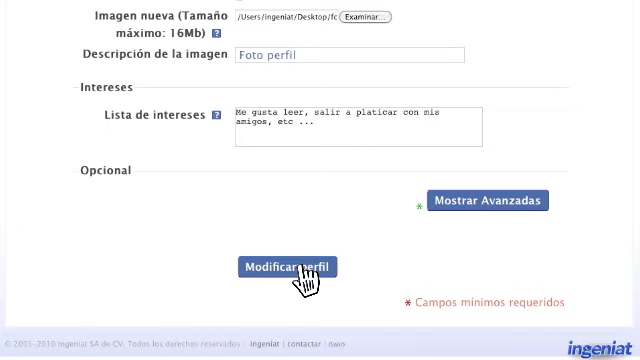 Imagen nueva (Tamaño
máximo: 16Mb) ?
/Users/ingeniat/Desktop/fc Examinar...
Descripción de la imagen Foto perfil
Intereses
Lista de intereses ? Me gusta leer, salir a platicar con mis
amigos, etc ...
Opcional
* Mostrar Avanzadas
Modificar perfil
* Campos mínimos requeridos
© 2001-2010 Ingeniat SA de CV. Todos los derechos reservados | ingeniat | contactar |
ingeniat